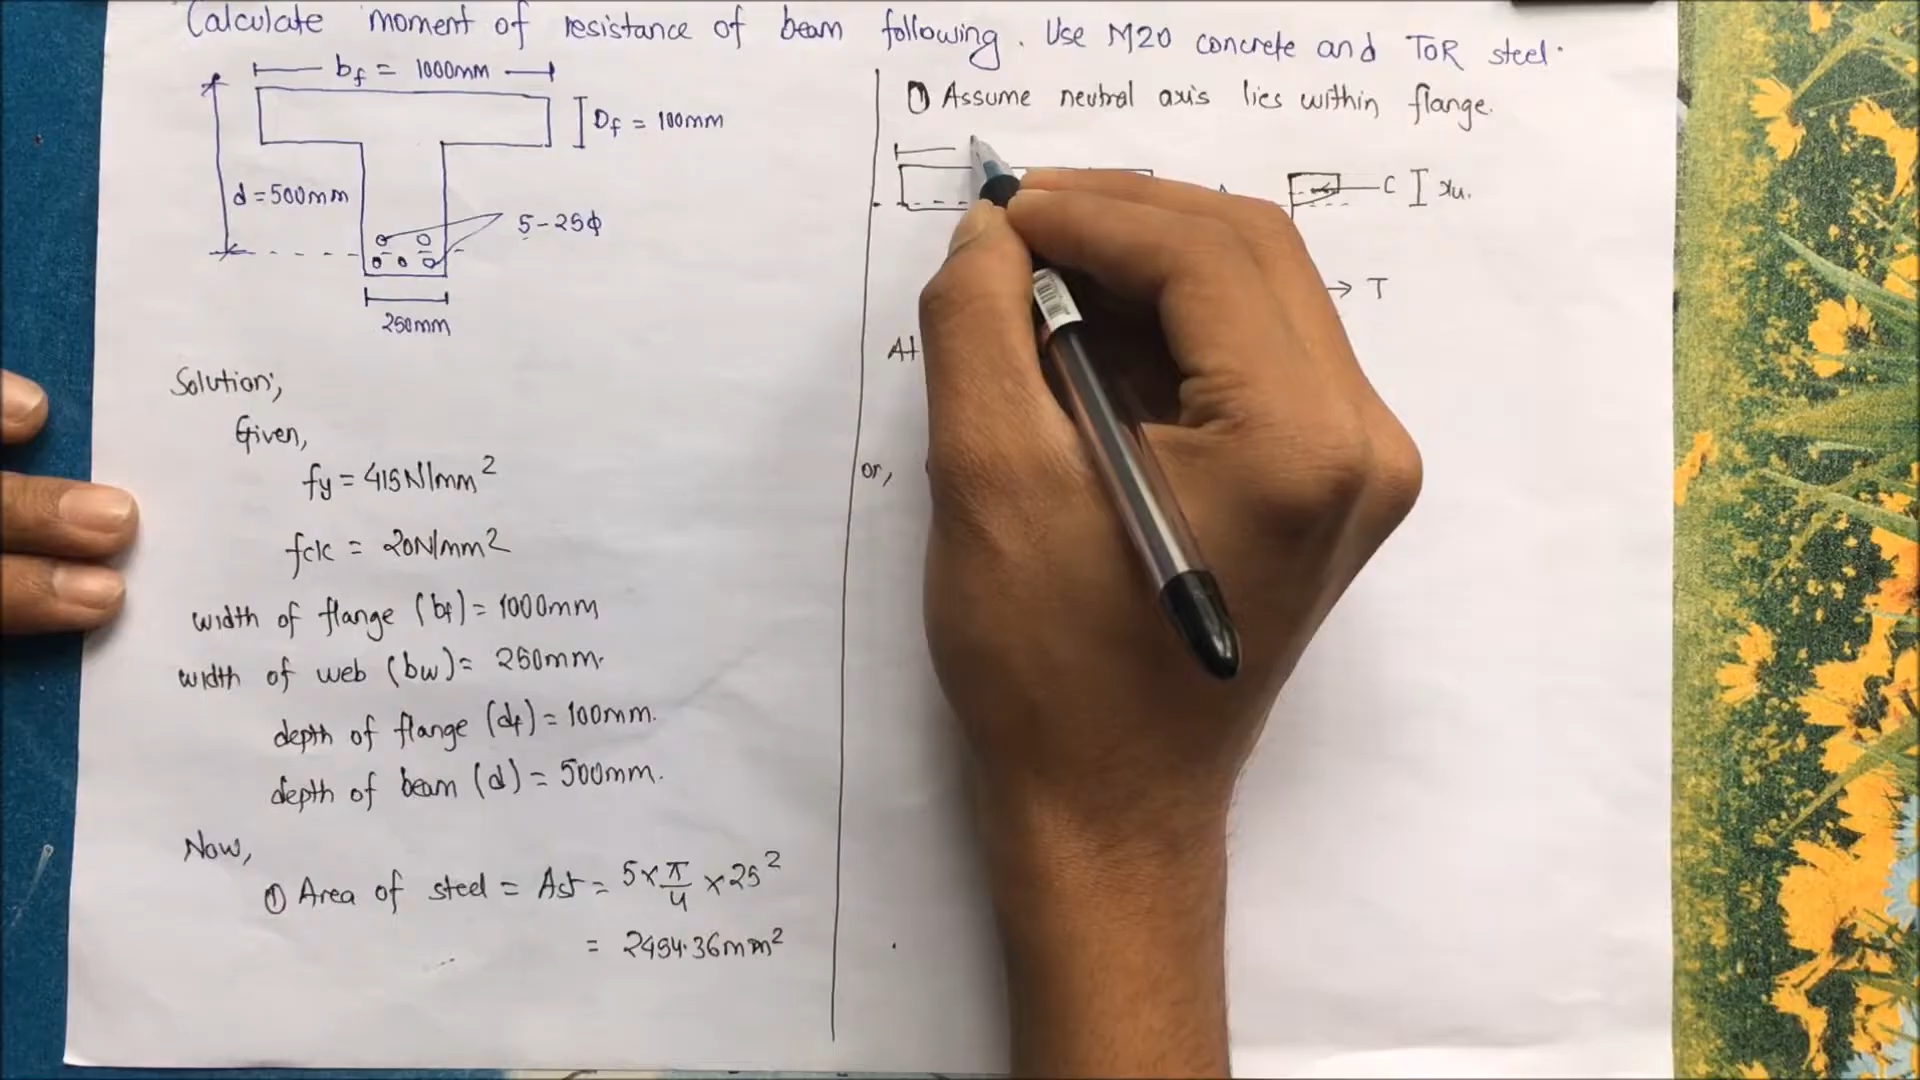 Calculate moment of resistance of beam following. Use M20 concrete and TOR steel.
bf = 1000mm
Df = 100mm
d = 500mm
5-25φ
250mm
Solution;,
Given,
fy = 415N/mm²
fck = 20N/mm²
width of flange (bf) = 1000mm
width of web (bw) = 250mm.
depth of flange (df) = 100mm.
depth of beam (d) = 500mm.
Now,
① Area of steel = Ast = 5×π/4 ×25²
= 2454.36mm²
① Assume neutral axis lies within flange.
C
xu.
T
At
or,